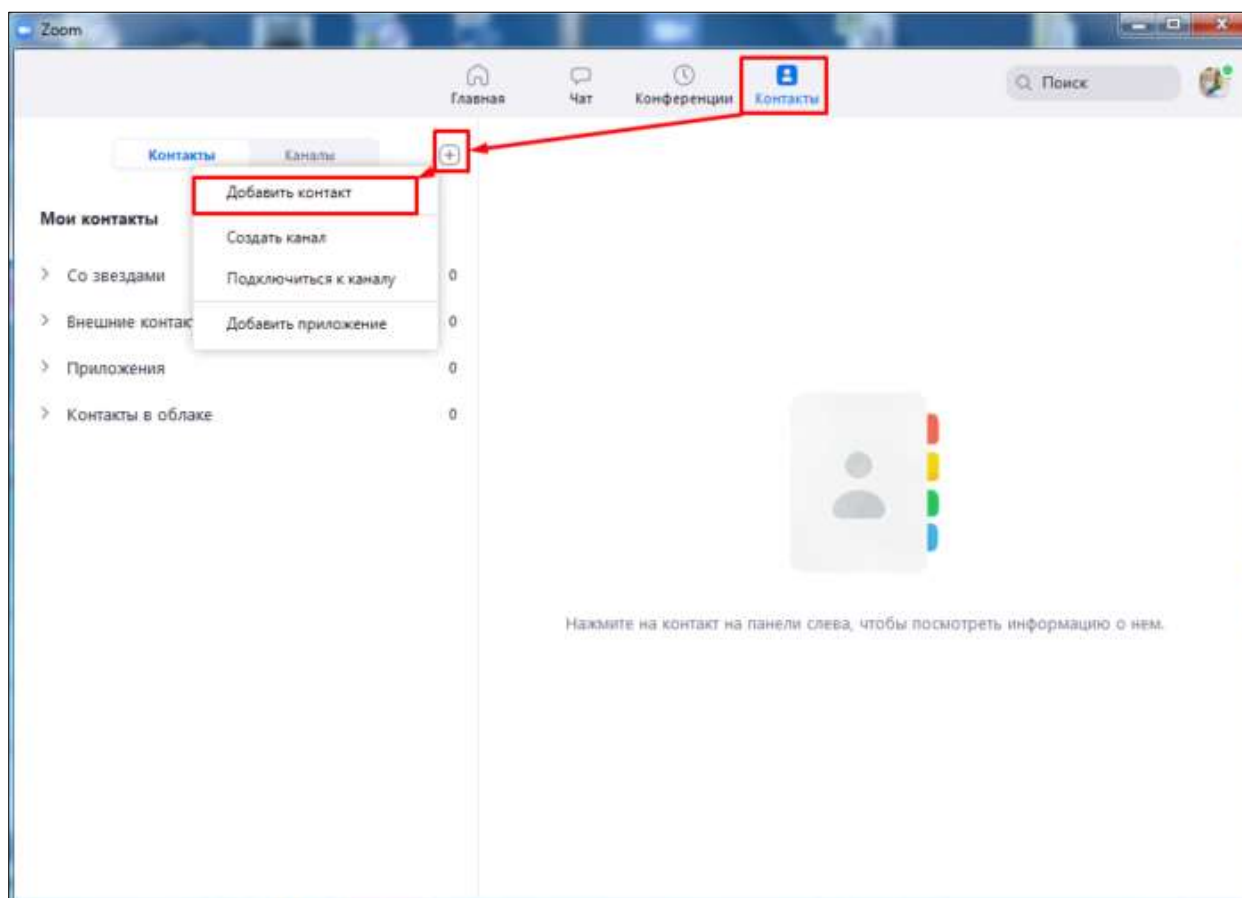 Zoom
Главная
Чат
Конференции
Контакты
Поиск
Контакты
Каналы
Добавить контакт
Мои контакты
Создать канал
Со звездами
0
Подключиться к каналу
Внешние контак
0
Добавить приложение
Приложения
0
Контакты в облаке
0
Нажмите на контакт на панели слева, чтобы посмотреть информацию о нем.